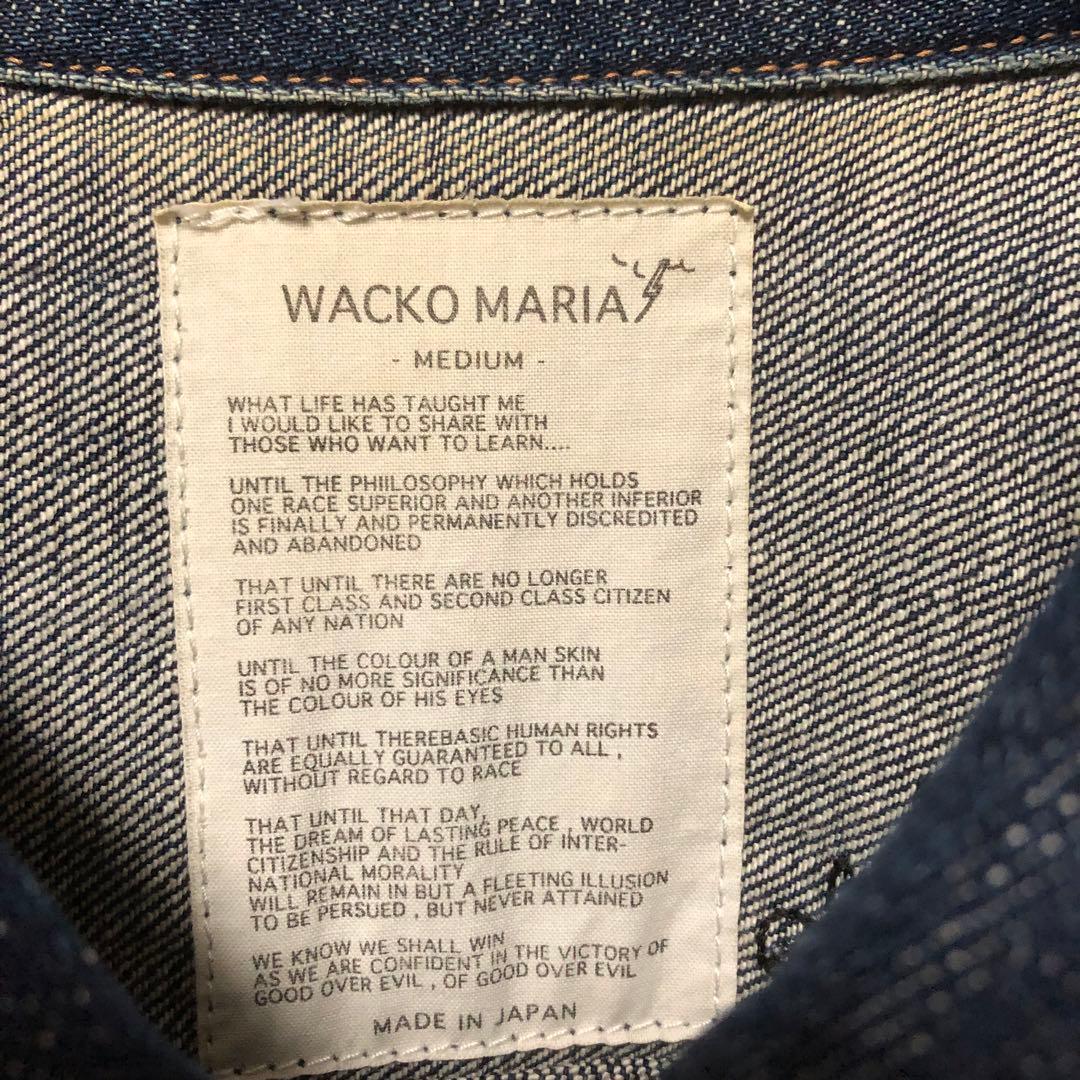 WACKO MARIA
- MEDIUM -
WHAT LIFE HAS TAUGHT ME
I WOULD LIKE TO SHARE WITH
THOSE WHO WANT TO LEARN....
UNTIL THE PHIILOSOPHY WHICH HOLDS
ONE RACE SUPERIOR AND ANOTHER INFERIOR
IS FINALLY AND PERMANENTLY DISCREDITED
AND ABANDONED
THAT UNTIL THERE ARE NO LONGER
FIRST CLASS AND SECOND CLASS CITIZEN
OF ANY NATION
UNTIL THE COLOUR OF A MAN SKIN
IS OF NO MORE SIGNIFICANCE THAN
THE COLOUR OF HIS EYES
THAT UNTIL THEREBASIC HUMAN RIGHTS
ARE EQUALLY GUARANTEED TO ALL ,
WITHOUT REGARD TO RACE
THAT UNTIL THAT DAY,
THE DREAM OF LASTING PEACE , WORLD
CITIZENSHIP AND THE RULE OF INTER-
NATIONAL MORALITY
WILL REMAIN IN BUT A FLEETING ILLUSION
TO BE PERSUED , BUT NEVER ATTAINED
WE KNOW WE SHALL WIN
AS WE ARE CONFIDENT IN THE VICTORY OF
GOOD OVER EVIL , OF GOOD OVER EVIL
MADE IN JAPAN